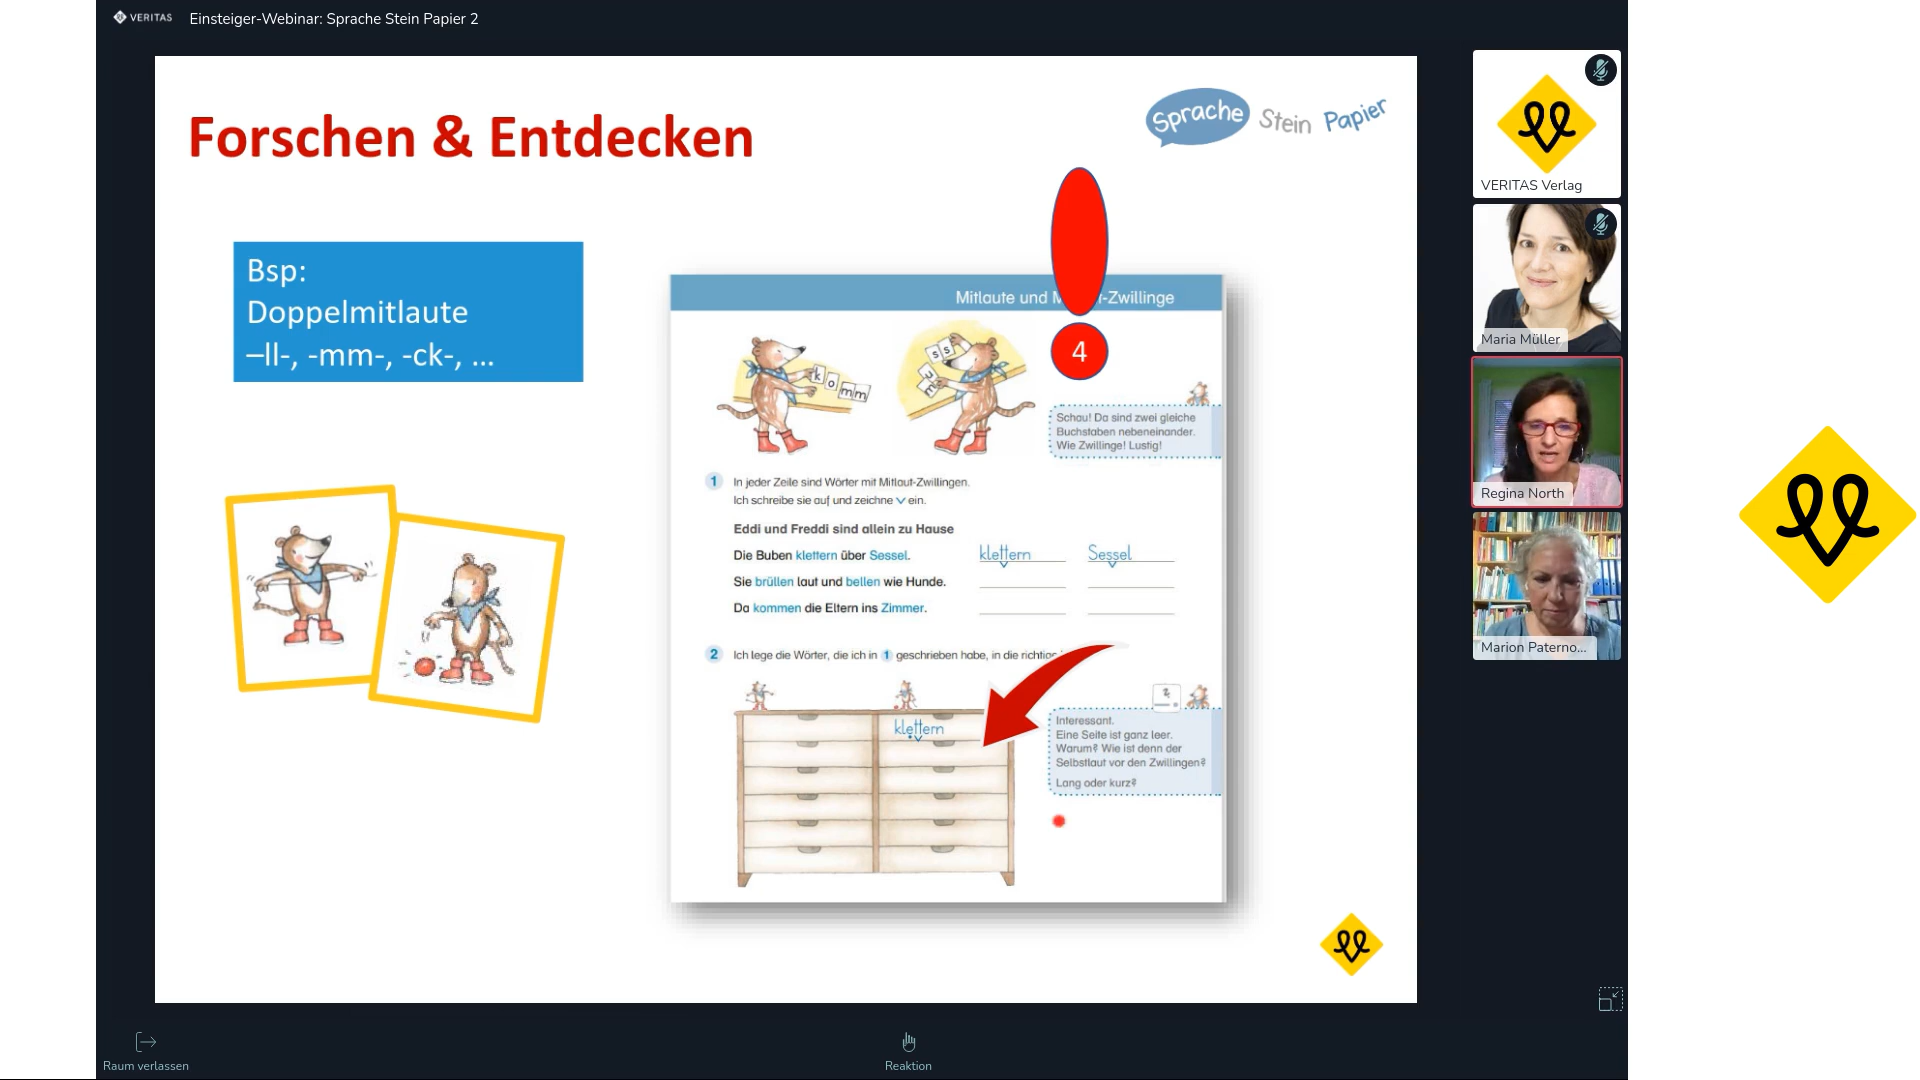 VERITAS
Einsteiger-Webinar: Sprache Stein Papier 2
Forschen & Entdecken
Sprache Stein Papier
Bsp:
Doppelmitlaute
–ll-, -mm-, -ck-, ...
Mitlaute und M -Zwillinge
4
k o mm
ss
Schau! Da sind zwei gleiche
Buchstaben nebeneinander.
Wie Zwillinge! Lustig!
1 In jeder Zeile sind Wörter mit Mitlaut-Zwillingen.
Ich schreibe sie auf und zeichne ein.
Eddi und Freddi sind allein zu Hause
Die Buben klettern über Sessel. klettern Sessel
Sie brüllen laut und bellen wie Hunde.
Da kommen die Eltern ins Zimmer.
2 Ich lege die Wörter, die ich in 1 geschrieben habe, in die
klettern
Interessant.
Eine Seite ist ganz leer.
Warum? Wie ist denn der
Selbstlaut vor den Zwillingen?
Lang oder kurz?
VERITAS Verlag
Maria Müller
Regina North
Marion Paterno...
Raum verlassen
Reaktion